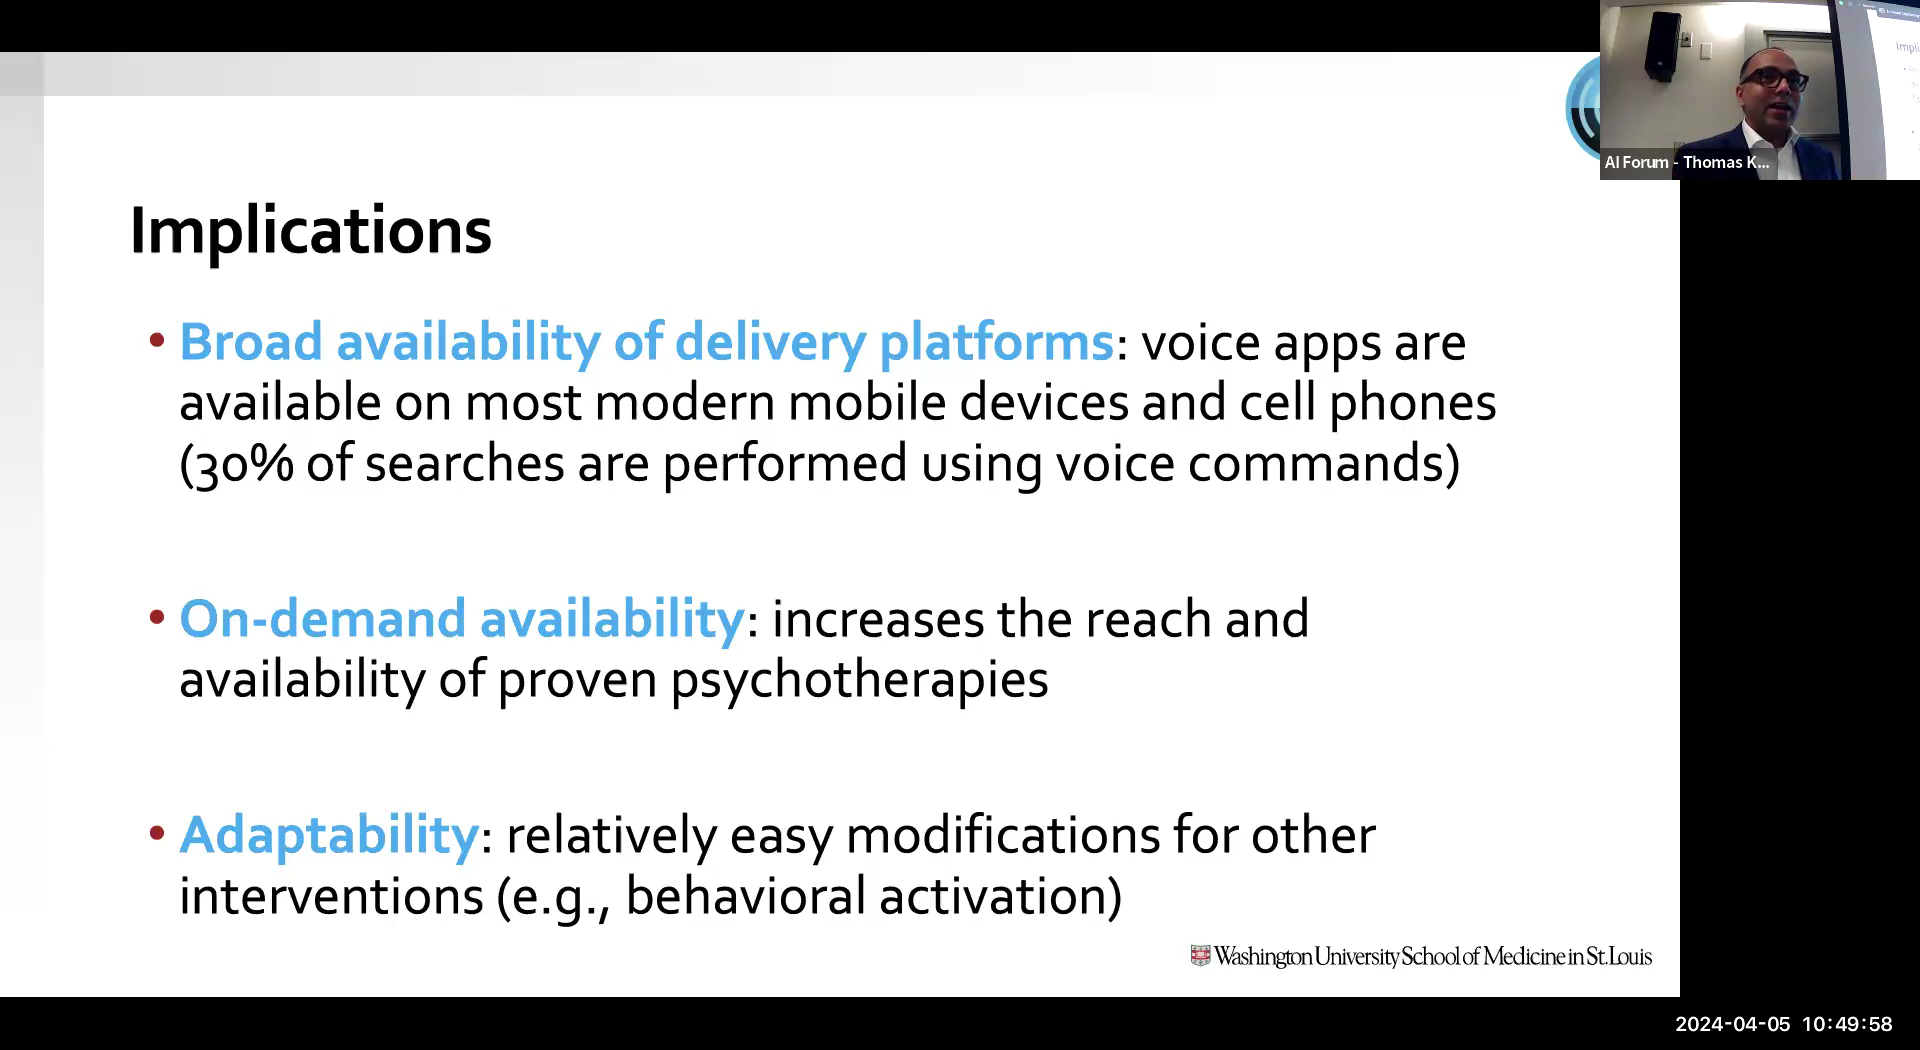 AI Forum - Thomas K...
Implications
• Broad availability of delivery platforms: voice apps are
available on most modern mobile devices and cell phones
(30% of searches are performed using voice commands)
• On-demand availability: increases the reach and
availability of proven psychotherapies
• Adaptability: relatively easy modifications for other
interventions (e.g., behavioral activation)
Washington University School of Medicine in St. Louis
2024-04-05 10:49:58